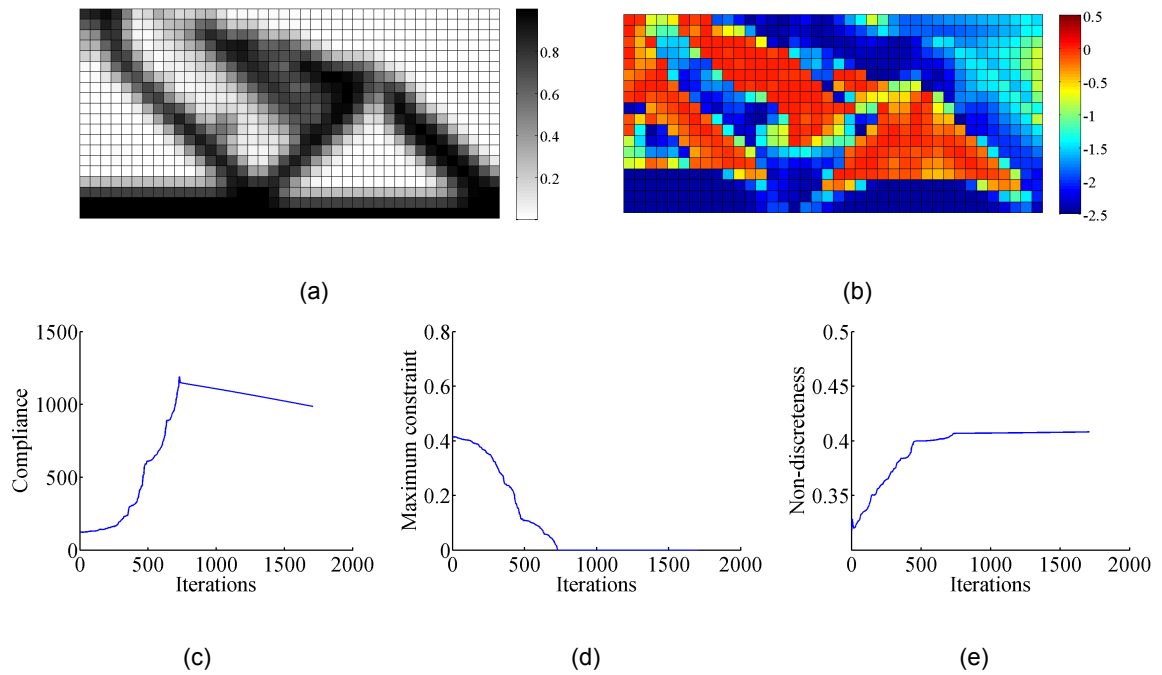 0.8
0.6
0.4
0.2
0.5
0
-0.5
-1
-1.5
-2
-2.5
(a)
(b)
1500
1000
500
0
Compliance
0 500 1000 1500 2000
Iterations
0.8
0.6
0.4
0.2
0
Maximum constraint
0 500 1000 1500 2000
Iterations
0.5
0.45
0.4
0.35
Non-discreteness
0 500 1000 1500 2000
Iterations
(c)
(d)
(e)